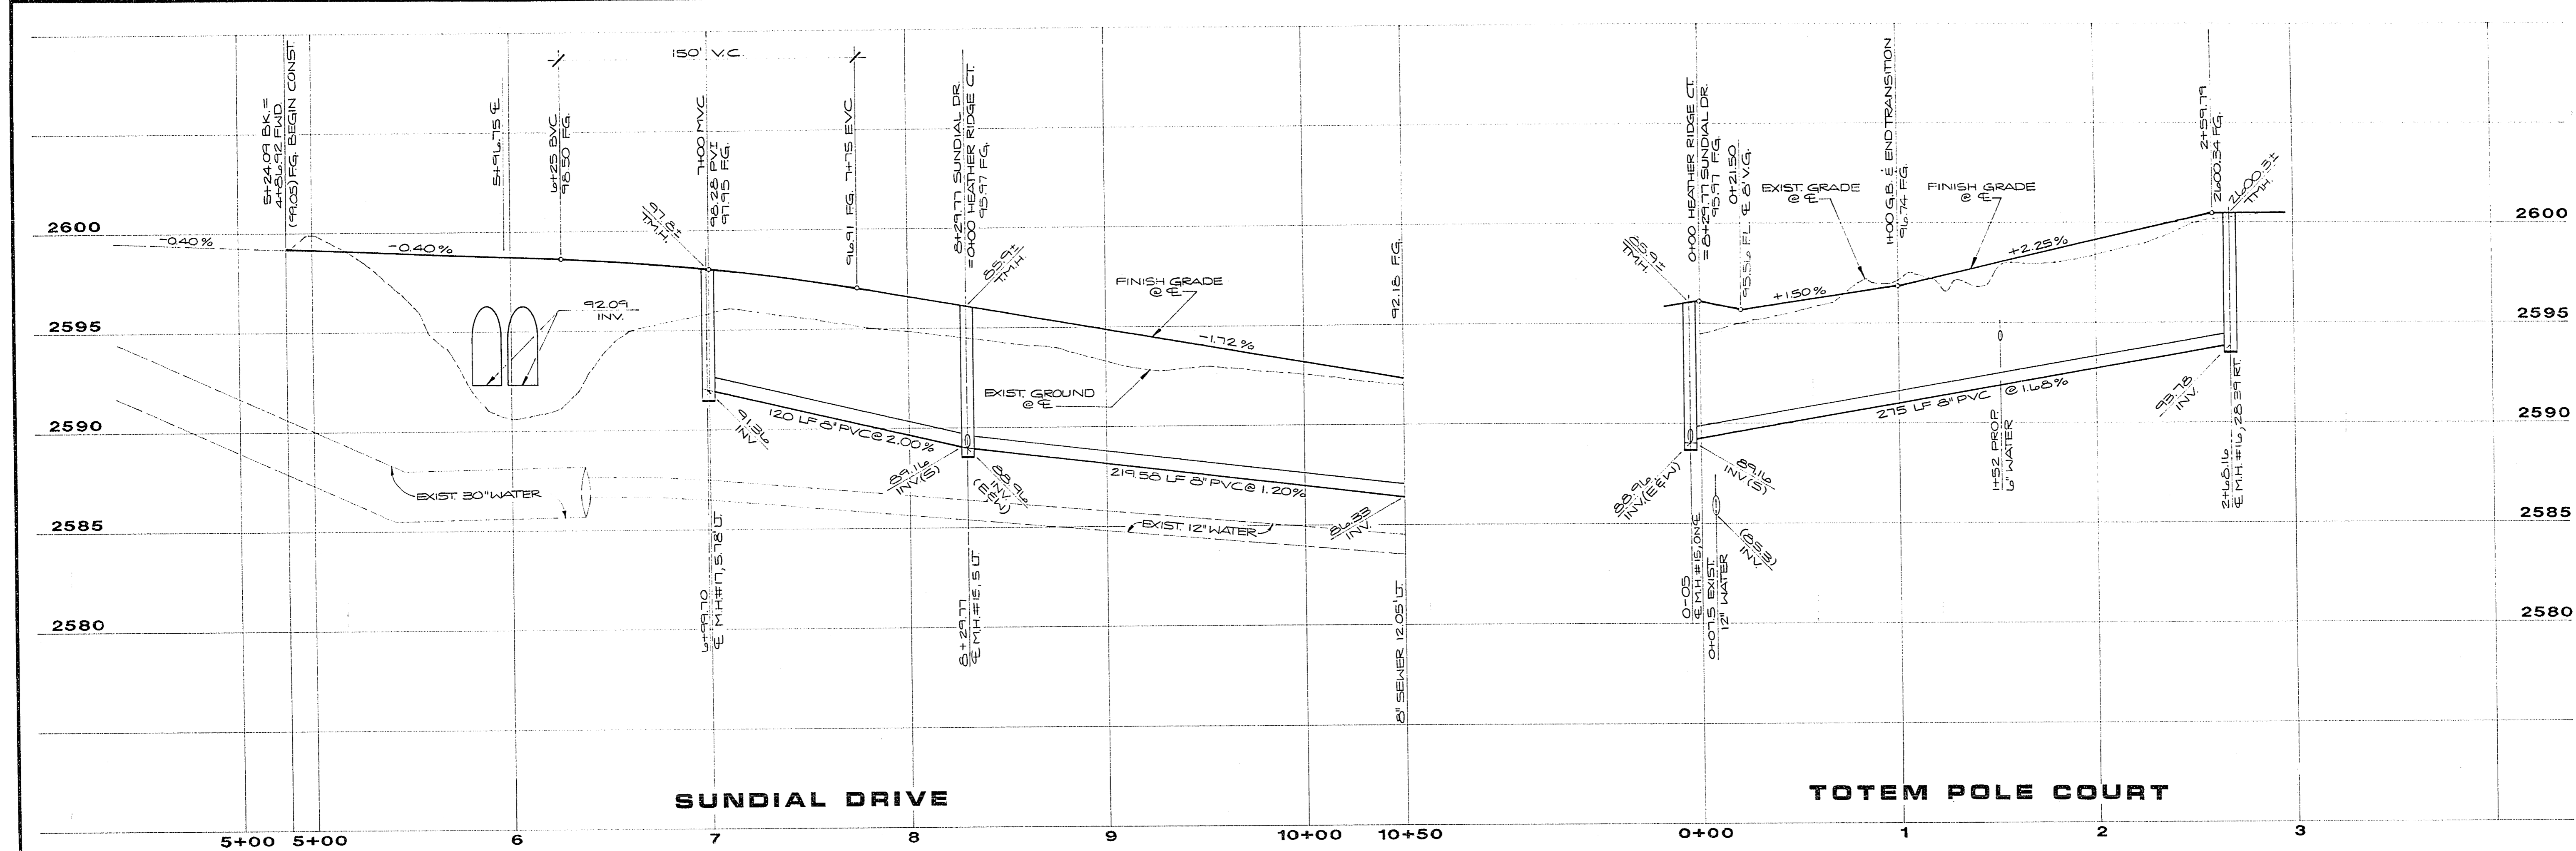 5+24.09 BK.=
4+86.92 FWD.
(99.05) F.G. BEGIN CONST.
5+96.75 ℄
150' V.C.
6+25 BVC
98.50 FG.
7+00 MVC
98.28 PVI
97.95 F.G.
96.91 FG. 7+75 EVC
8+29.77 SUNDIAL DR.
=0+00 HEATHER RIDGE CT.
95.97 FG.
92.18 F.G.
2600
-0.40%
-0.40%
97.8±
T.M.H.
T.M.H.
FINISH GRADE
@ ℄
-1.72%
92.09
INV.
2595
EXIST. GROUND
@ ℄
2590
91.36
INV.
120 LF 8" PVC @ 2.00%
89.16
INV(S)
88.96
INV.
(E&W)
219.58 LF 8" PVC @ 1.20%
EXIST. 30" WATER
2585
EXIST. 12" WATER
86.33
INV.
6+99.70
℄ M.H.#17, 5.78' LT.
8+29.77
℄ M.H.#15, 5' LT.
8" SEWER 12.05' LT.
2580
SUNDIAL DRIVE
5+00
5+00
6
7
8
9
10+00
10+50
0+00 HEATHER RIDGE CT.
= 8+29.77 SUNDIAL DR.
95.97 FG.
0+21.50
95.56 FL ℄ 8' V.G.
1+00 G.B. & END TRANSITION
96.74 FG.
2+59.79
2600.34 FG.
2600.3±
T.M.H.
T.M.H.
EXIST. GRADE
@ ℄
FINISH GRADE
@ ℄
2600
+1.50%
+2.25%
2595
93.78
INV.
275 LF 8" PVC @ 1.68%
2590
88.96
INV.(E&W)
89.16
INV(S)
1+52 PROP.
6" WATER
2+68.16
℄ M.H.#16, 28.39 RT.
2585
(85.3)
INV.
0-05
℄ M.H.#15, ON ℄
0+07.5 EXIST.
12" WATER
2580
TOTEM POLE COURT
0+00
1
2
3